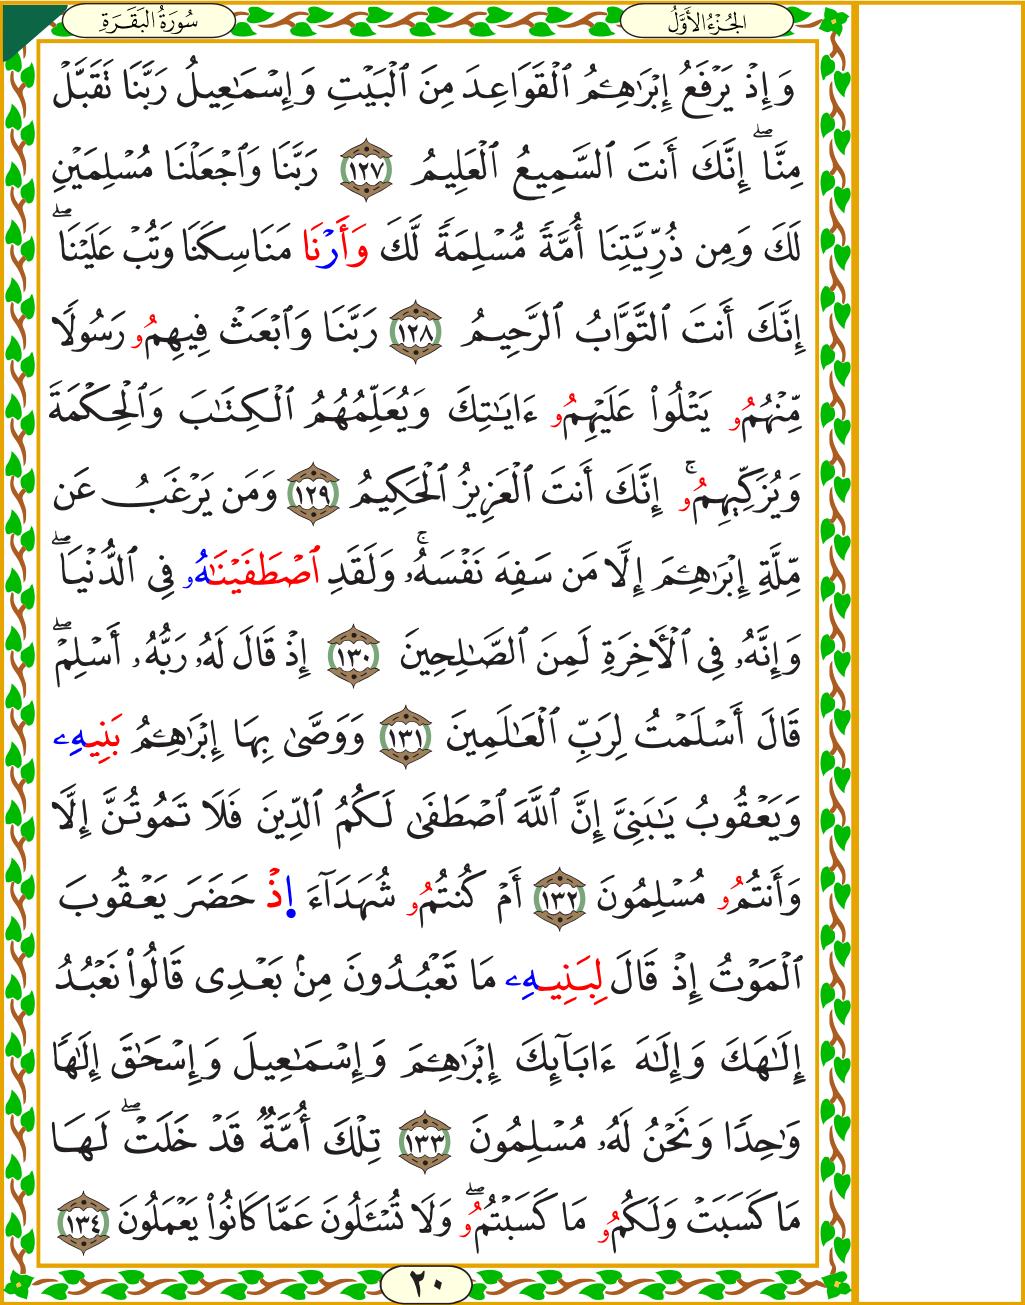 سُورَةُ البَقَرَةِ
الجُزْءُ الأَوَّلُ
وَإِذْ يَرْفَعُ إِبْرَٰهِـۧمُ ٱلْقَوَاعِدَ مِنَ ٱلْبَيْتِ وَإِسْمَـٰعِيلُ رَبَّنَا تَقَبَّلْ
مِنَّاۖ إِنَّكَ أَنتَ ٱلسَّمِيعُ ٱلْعَلِيمُ ١٢٧ رَبَّنَا وَٱجْعَلْنَا مُسْلِمَيْنِ
لَكَ وَمِن ذُرِّيَّتِنَا أُمَّةً مُّسْلِمَةً لَّكَ وَأَرْنَا مَنَاسِكَنَا وَتُبْ عَلَيْنَاۖ
إِنَّكَ أَنتَ ٱلتَّوَّابُ ٱلرَّحِيمُ ١٢٨ رَبَّنَا وَٱبْعَثْ فِيهِمُۥ رَسُولًا
مِّنْهُمُۥ يَتْلُوا۟ عَلَيْهِمُۥ ءَايَـٰتِكَ وَيُعَلِّمُهُمُ ٱلْكِتَـٰبَ وَٱلْحِكْمَةَ
وَيُزَكِّيهِمُۥۚ إِنَّكَ أَنتَ ٱلْعَزِيزُ ٱلْحَكِيمُ ١٢٩ وَمَن يَرْغَبُ عَن
مِّلَّةِ إِبْرَٰهِـۧمَ إِلَّا مَن سَفِهَ نَفْسَهُۥۚ وَلَقَدِ ٱصْطَفَيْنَـٰهُۥ فِى ٱلدُّنْيَاۖ
وَإِنَّهُۥ فِى ٱلْأَخِرَةِ لَمِنَ ٱلصَّـٰلِحِينَ ١٣٠ إِذْ قَالَ لَهُۥ رَبُّهُۥ أَسْلِمْۖ
قَالَ أَسْلَمْتُ لِرَبِّ ٱلْعَـٰلَمِينَ ١٣١ وَوَصَّىٰ بِهَا إِبْرَٰهِـۧمُ بَنِيهِۦ
وَيَعْقُوبُ يَـٰبَنِىَّ إِنَّ ٱللَّهَ ٱصْطَفَىٰ لَكُمُ ٱلدِّينَ فَلَا تَمُوتُنَّ إِلَّا
وَأَنتُمُۥ مُسْلِمُونَ ١٣٢ أَمْ كُنتُمُۥ شُهَدَآءَ اِ۪ذْ حَضَرَ يَعْقُوبَ
ٱلْمَوْتُ إِذْ قَالَ لِبَنِيهِۦ مَا تَعْبُدُونَ مِنۢ بَعْدِى قَالُوا۟ نَعْبُدُ
إِلَـٰهَكَ وَإِلَـٰهَ ءَابَآئِكَ إِبْرَٰهِـۧمَ وَإِسْمَـٰعِيلَ وَإِسْحَـٰقَ إِلَـٰهًا
وَٰحِدًا وَنَحْنُ لَهُۥ مُسْلِمُونَ ١٣٣ تِلْكَ أُمَّةٌ قَدْ خَلَتْۖ لَهَا
مَا كَسَبَتْ وَلَكُمُۥ مَا كَسَبْتُمُۥۖ وَلَا تُسْـَٔلُونَ عَمَّا كَانُوا۟ يَعْمَلُونَ ١٣٤
٢٠